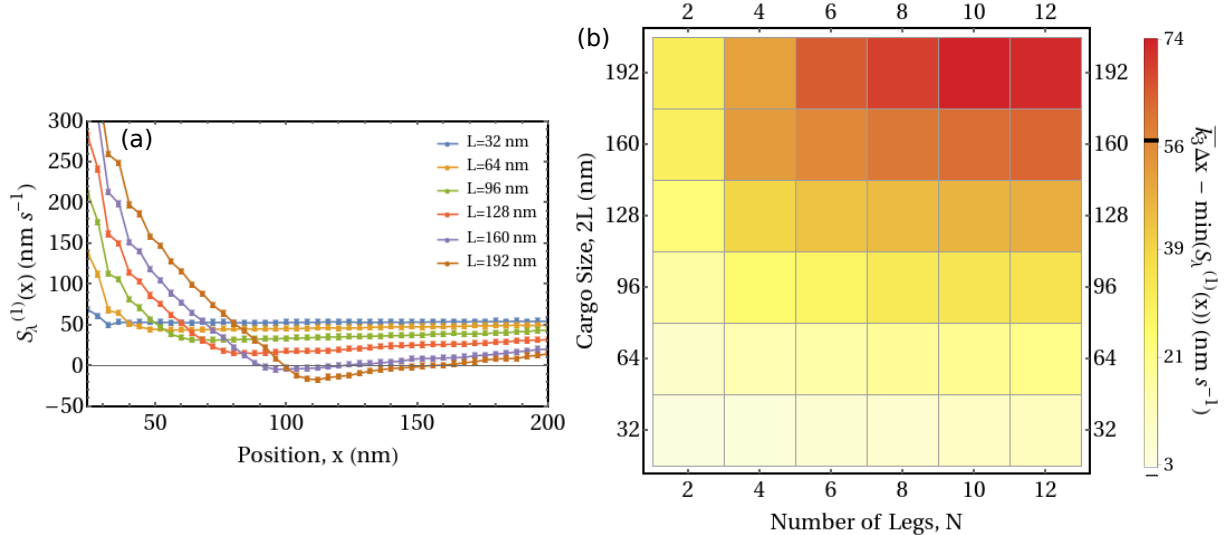 (a)
300
250
200
150
100
50
0
−50
S_λ^(1)(x) (nm s⁻¹)
L=32 nm
L=64 nm
L=96 nm
L=128 nm
L=160 nm
L=192 nm
50 100 150 200
Position, x (nm)
(b)
2 4 6 8 10 12
192 192
160 160
128 128
96 96
64 64
32 32
Cargo Size, 2L (nm)
2 4 6 8 10 12
Number of Legs, N
74
56
39
21
3
k̅₃Δx − min(S_λ^(1)(x)) (nm s⁻¹)